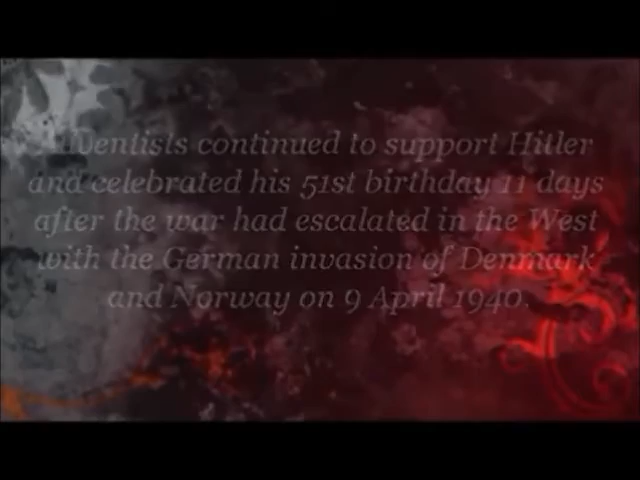 Adventists continued to support Hitler
and celebrated his 51st birthday 11 days
after the war had escalated in the West
with the German invasion of Denmark
and Norway on 9 April 1940.